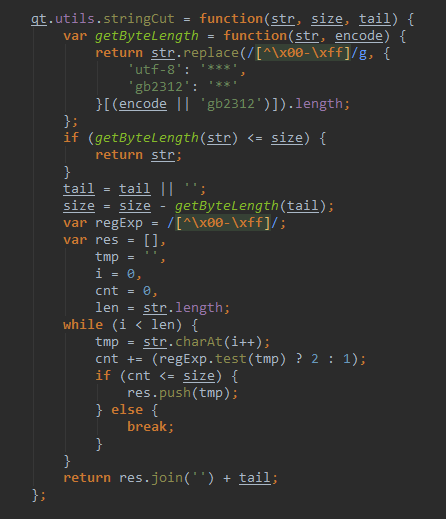 qt.utils.stringCut = function(str, size, tail) {
    var getByteLength = function(str, encode) {
        return str.replace(/[^\x00-\xff]/g, {
            'utf-8': '***',
            'gb2312': '**'
        }[(encode || 'gb2312')]).length;
    };
    if (getByteLength(str) <= size) {
        return str;
    }
    tail = tail || '';
    size = size - getByteLength(tail);
    var regExp = /[^\x00-\xff]/;
    var res = [],
        tmp = '',
        i = 0,
        cnt = 0,
        len = str.length;
    while (i < len) {
        tmp = str.charAt(i++);
        cnt += (regExp.test(tmp) ? 2 : 1);
        if (cnt <= size) {
            res.push(tmp);
        } else {
            break;
        }
    }
    return res.join('') + tail;
};